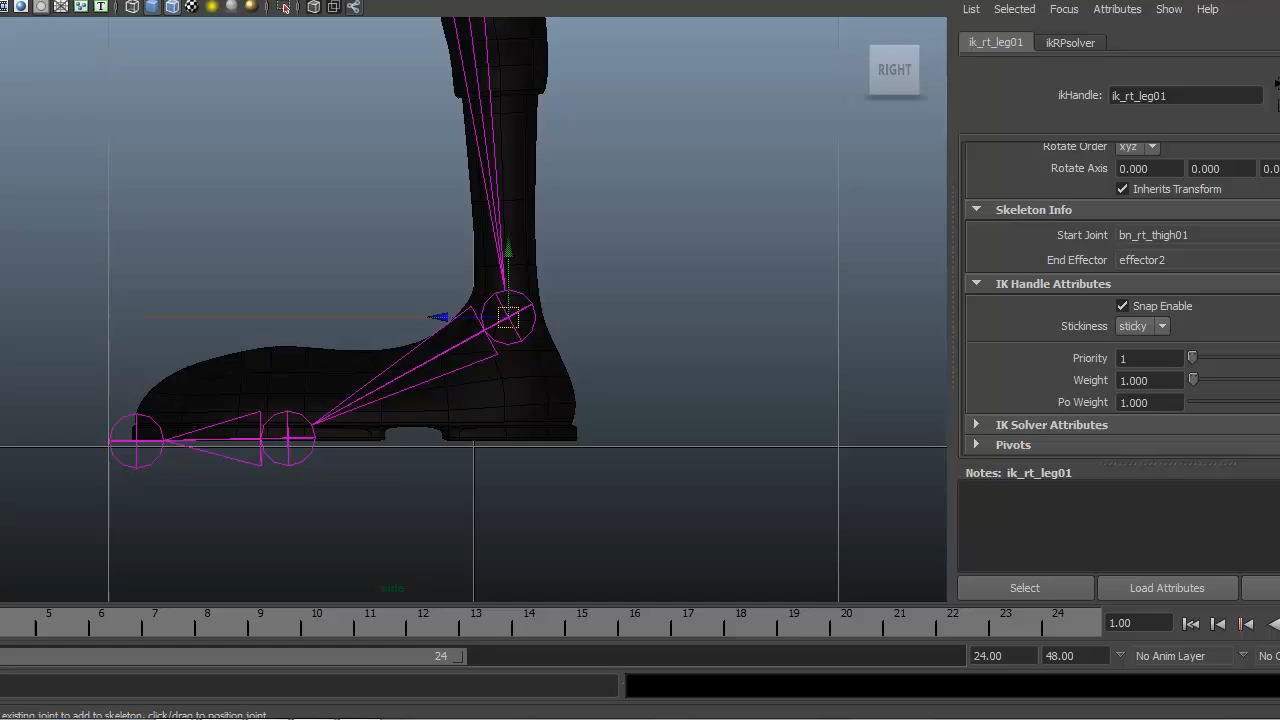 T
List Selected Focus Attributes Show Help
ik_rt_leg01 ikRPsolver
RIGHT
ikHandle: ik_rt_leg01
Rotate Order xyz
Rotate Axis 0.000 0.000 0.0
Inherits Transform
Skeleton Info
Start Joint bn_rt_thigh01
End Effector effector2
IK Handle Attributes
Snap Enable
Stickiness sticky
Priority 1
Weight 1.000
Po Weight 1.000
IK Solver Attributes
Pivots
Notes: ik_rt_leg01
side
Select Load Attributes
5 6 7 8 9 10 11 12 13 14 15 16 17 18 19 20 21 22 23 24 1.00
24 24.00 48.00 No Anim Layer No C
existing joint to add to skeleton, click/drag to position joint